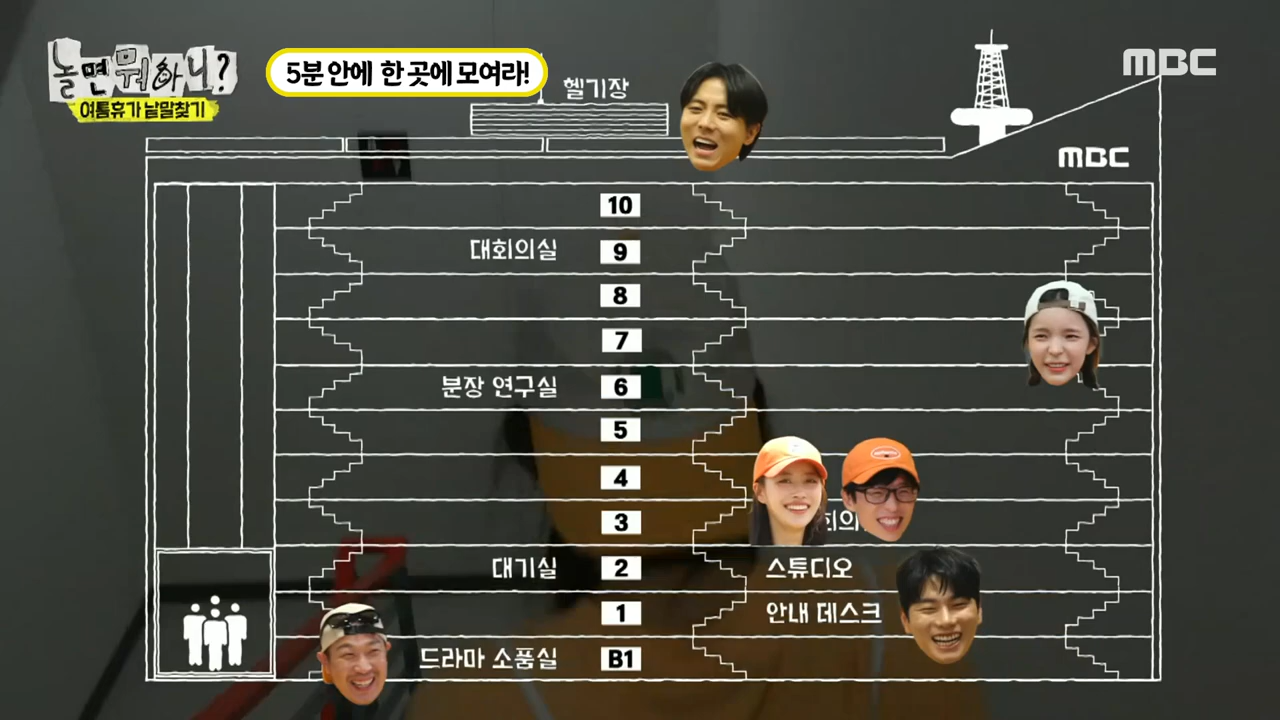 놀면 뭐하니?
여름휴가 낱말찾기
5분 안에 한 곳에 모여라!
MBC
헬기장
MBC
10
대회의실 9
8
7
분장 연구실 6
5
4
3 회의
대기실 2 스튜디오
1 안내 데스크
드라마 소품실 B1